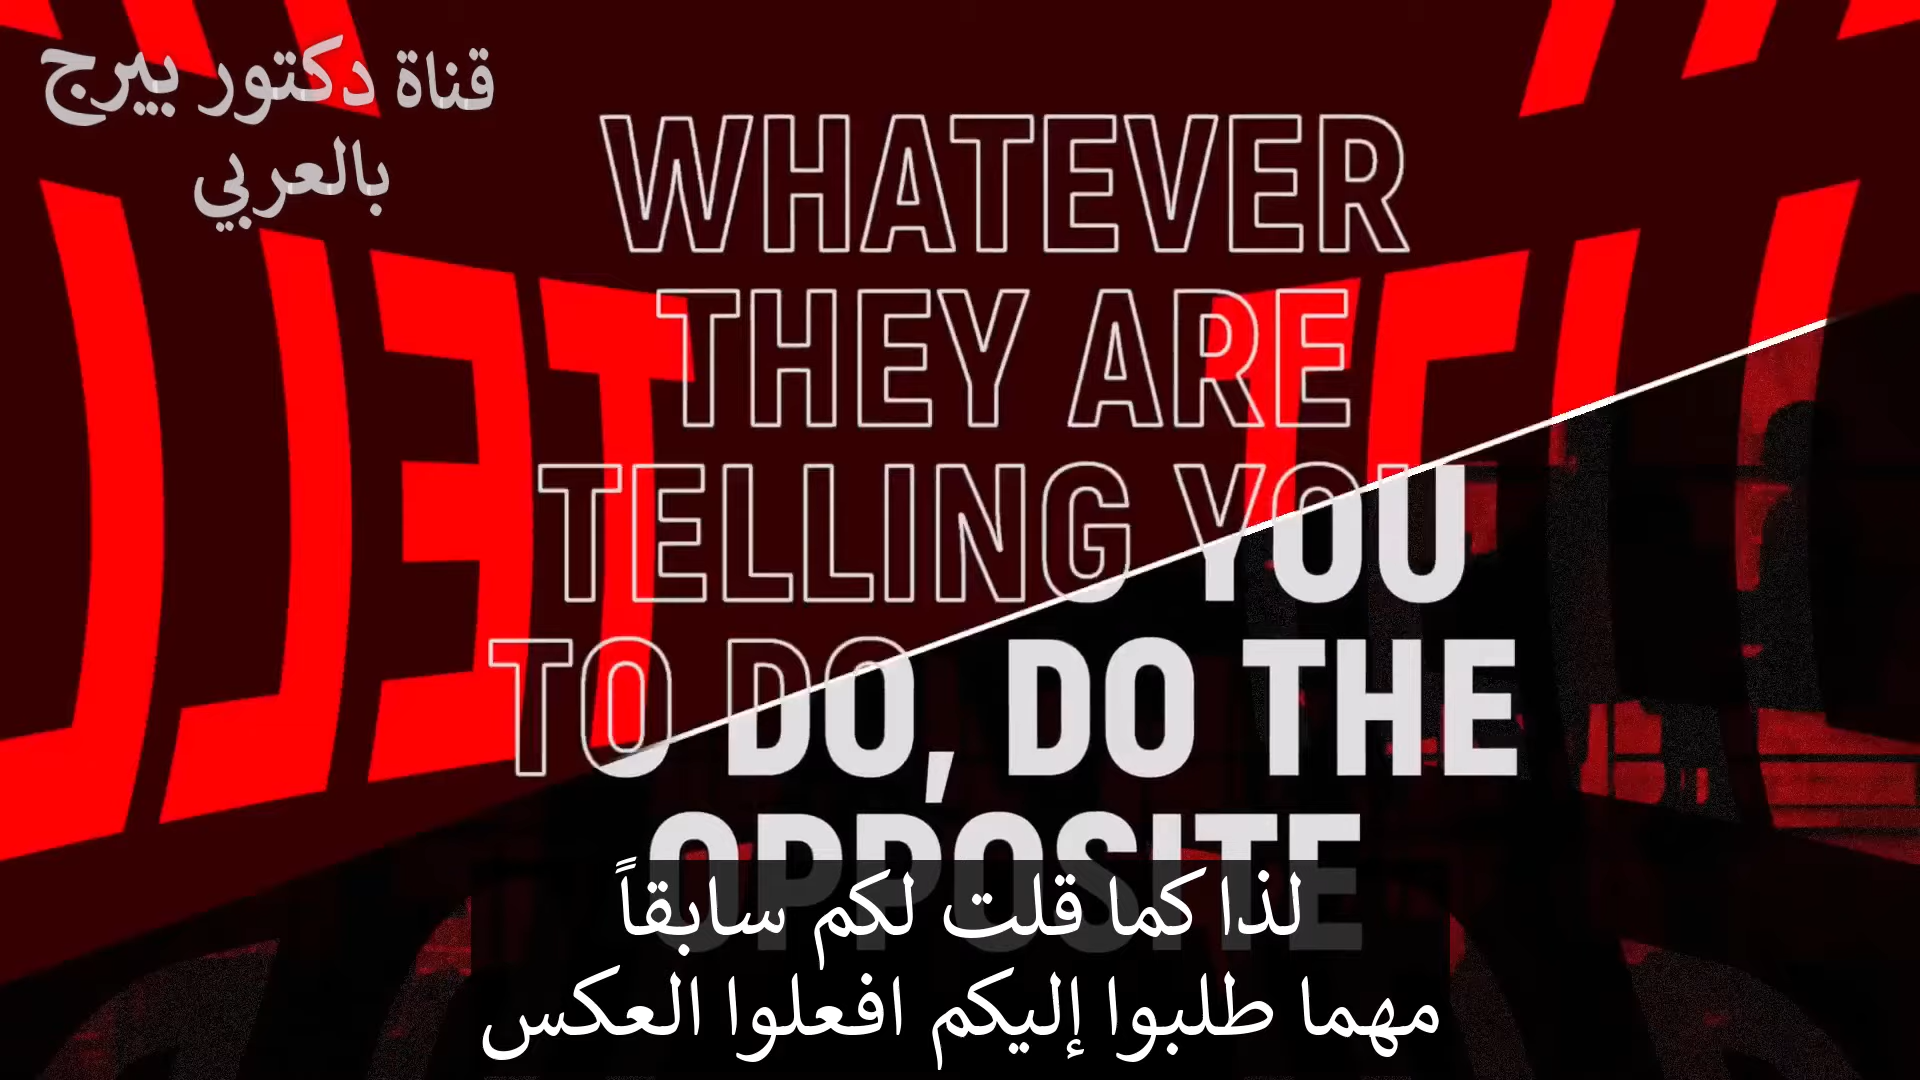 قناة دكتور بيرج
بالعربي
WHATEVER
THEY ARE
TELLING YOU
TO DO, DO THE
OPPOSITE
لذا كما قلت لكم سابقاً
مهما طلبوا إليكم افعلوا العكس